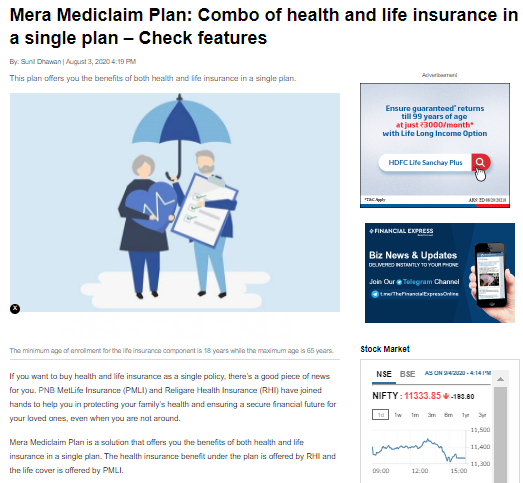 Mera Mediclaim Plan: Combo of health and life insurance in
a single plan – Check features
By: Sunil Dhawan | August 3, 2020 4:19 PM
This plan offers you the benefits of both health and life insurance in a single plan.
The minimum age of enrollment for the life insurance component is 18 years while the maximum age is 65 years.
If you want to buy health and life insurance as a single policy, there's a good piece of news
for you. PNB MetLife Insurance (PMLI) and Religare Health Insurance (RHI) have joined
hands to help you in protecting your family's health and ensuring a secure financial future for
your loved ones, even when you are not around.
Mera Mediclaim Plan is a solution that offers you the benefits of both health and life
insurance in a single plan. The health insurance benefit under the plan is offered by RHI and
the life cover is offered by PMLI.
Advertisement
Ensure guaranteed* returns
till 99 years of age
at just ₹3000/month*
with Life Long Income Option
HDFC Life Sanchay Plus
*T&C Apply
FINANCIAL EXPRESS
Biz News & Updates
DELIVERED INSTANTLY TO YOUR PHONE
Join Our Telegram Channel
t.me/TheFinancialExpressOnline
Stock Market
NSE BSE AS ON 9/4/2020 - 4:14 PM
NIFTY : 11333.85 -193.60
1d 1w 1m 3m 6m 1yr 3yr
11,500
11,400
11,300
09:00 12:00 15:00